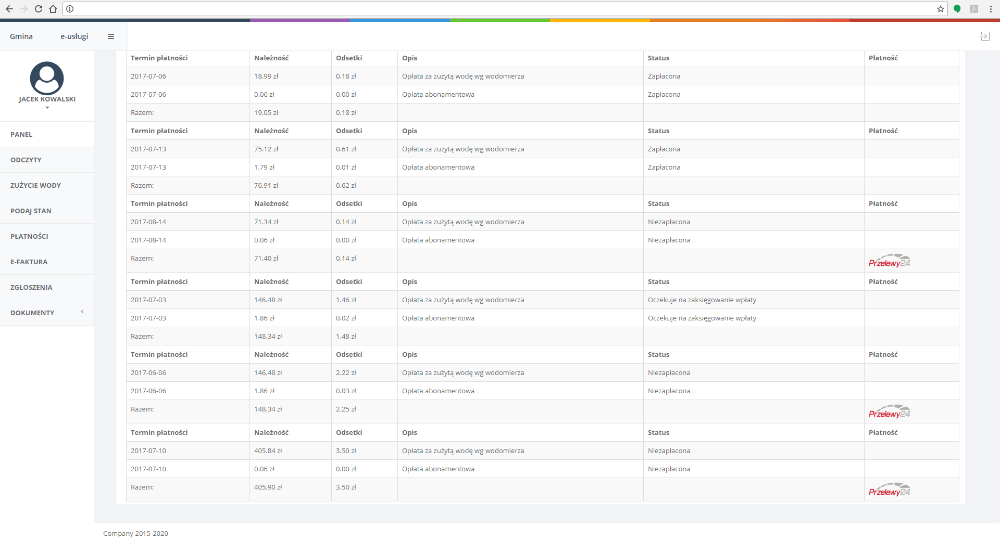 Gmina e-usługi
JACEK KOWALSKI
PANEL
ODCZYTY
ZUŻYCIE WODY
PODAJ STAN
PŁATNOŚCI
E-FAKTURA
ZGŁOSZENIA
DOKUMENTY
Termin płatności Należność Odsetki Opis Status Płatność
2017-07-06 18.99 zł 0.18 zł Opłata za zużytą wodę wg wodomierza Zapłacona
2017-07-06 0.06 zł 0.00 zł Opłata abonamentowa Zapłacona
Razem: 19.05 zł 0.18 zł
Termin płatności Należność Odsetki Opis Status Płatność
2017-07-13 75.12 zł 0.61 zł Opłata za zużytą wodę wg wodomierza Zapłacona
2017-07-13 1.79 zł 0.01 zł Opłata abonamentowa Zapłacona
Razem: 76.91 zł 0.62 zł
Termin płatności Należność Odsetki Opis Status Płatność
2017-08-14 71.34 zł 0.14 zł Opłata za zużytą wodę wg wodomierza Niezapłacona
2017-08-14 0.06 zł 0.00 zł Opłata abonamentowa Niezapłacona
Razem: 71.40 zł 0.14 zł Przelewy24
Termin płatności Należność Odsetki Opis Status Płatność
2017-07-03 146.48 zł 1.46 zł Opłata za zużytą wodę wg wodomierza Oczekuje na zaksięgowanie wpłaty
2017-07-03 1.86 zł 0.02 zł Opłata abonamentowa Oczekuje na zaksięgowanie wpłaty
Razem: 148.34 zł 1.48 zł
Termin płatności Należność Odsetki Opis Status Płatność
2017-06-06 146.48 zł 2.22 zł Opłata za zużytą wodę wg wodomierza Niezapłacona
2017-06-06 1.86 zł 0.03 zł Opłata abonamentowa Niezapłacona
Razem: 148.34 zł 2.25 zł Przelewy24
Termin płatności Należność Odsetki Opis Status Płatność
2017-07-10 405.84 zł 3.50 zł Opłata za zużytą wodę wg wodomierza Niezapłacona
2017-07-10 0.06 zł 0.00 zł Opłata abonamentowa Niezapłacona
Razem: 405.90 zł 3.50 zł Przelewy24
Company 2015-2020